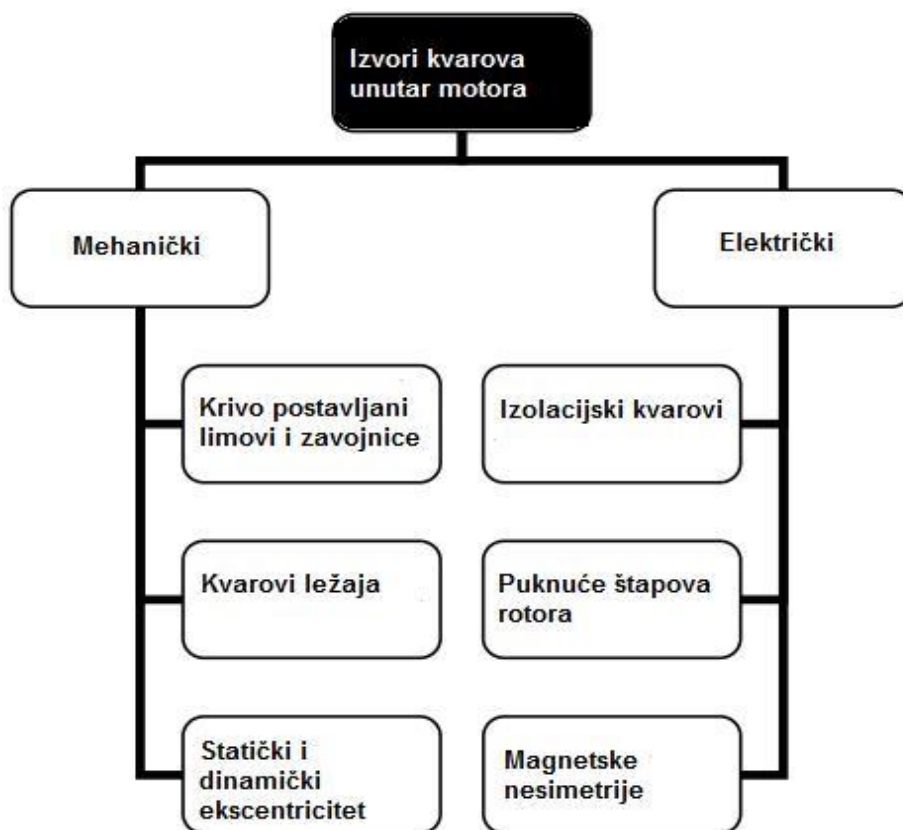 Izvori kvarova
unutar motora
Mehanički
Električki
Krivo postavljani
limovi i zavojnice
Izolacijski kvarovi
Kvarovi ležaja
Puknuće štapova
rotora
Statički i
dinamički
ekscentricitet
Magnetske
nesimetrije